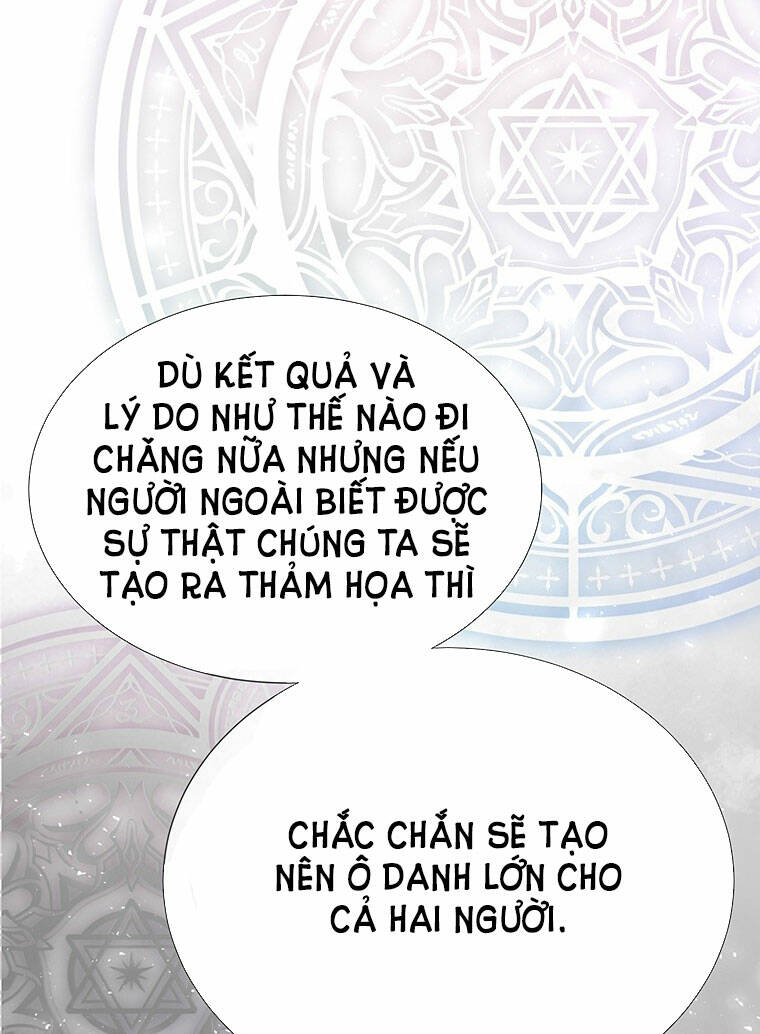 DÙ KẾT QUẢ VÀ
LÝ DO NHƯ THẾ NÀO ĐI
CHĂNG NỮA NHƯNG NẾU
NGƯỜI NGOÀI BIẾT ĐƯỢC
SỰ THẬT CHÚNG TA SẼ
TẠO RA THẢM HỌA THÌ
CHẮC CHẮN SẼ TẠO
NÊN Ô DANH LỚN CHO
CẢ HAI NGƯỜI.